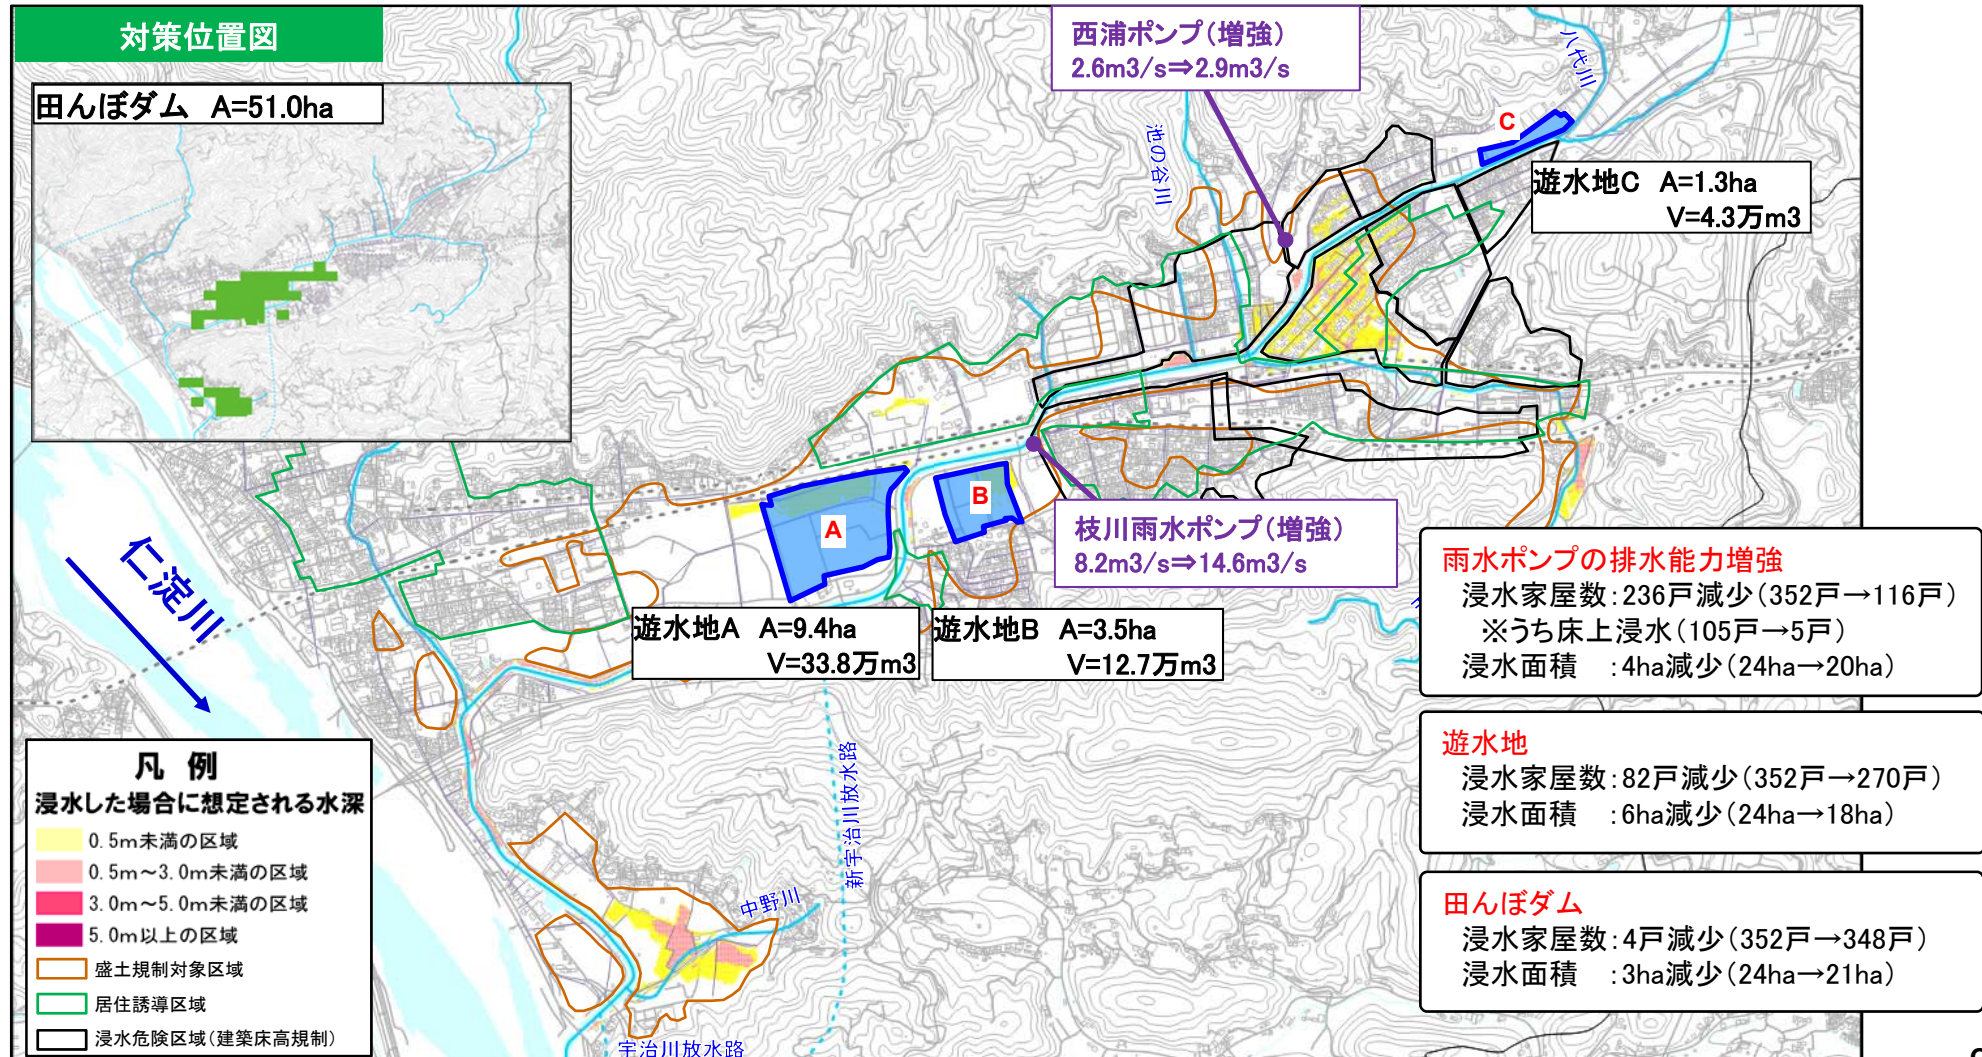 対策位置図
田んぼダム A=51.0ha
西浦ポンプ(増強)
2.6m3/s⇒2.9m3/s
八代川
池の谷川
C
遊水地C A=1.3ha
V=4.3万m3
仁淀川
A
B
枝川雨水ポンプ(増強)
8.2m3/s⇒14.6m3/s
遊水地A A=9.4ha
V=33.8万m3
遊水地B A=3.5ha
V=12.7万m3
雨水ポンプの排水能力増強
浸水家屋数:236戸減少(352戸→116戸)
※うち床上浸水(105戸→5戸)
浸水面積 :4ha減少(24ha→20ha)
遊水地
浸水家屋数:82戸減少(352戸→270戸)
浸水面積 :6ha減少(24ha→18ha)
田んぼダム
浸水家屋数:4戸減少(352戸→348戸)
浸水面積 :3ha減少(24ha→21ha)
凡 例
浸水した場合に想定される水深
0.5m未満の区域
0.5m~3.0m未満の区域
3.0m~5.0m未満の区域
5.0m以上の区域
盛土規制対象区域
居住誘導区域
浸水危険区域(建築床高規制)
新宇治川放水路
中野川
宇治川放水路